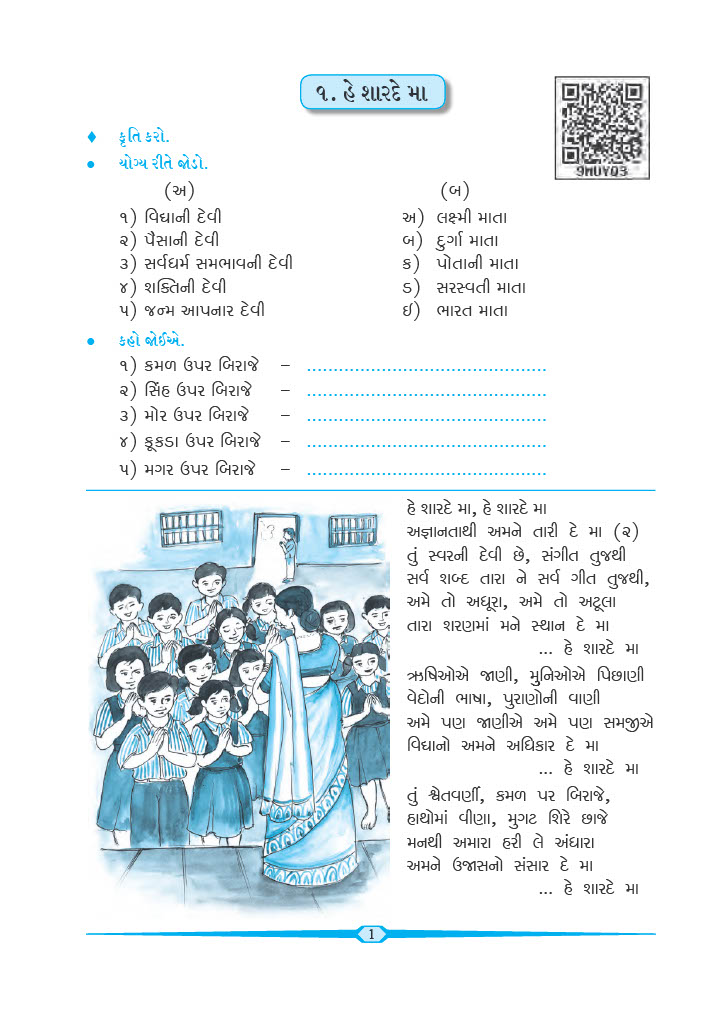 ૧. હે શારદે મા
9MUYQ3
♦ કૃતિ કરો.
• યોગ્ય રીતે જોડો.
(અ) (બ)
૧) વિદ્યાની દેવી અ) લક્ષ્મી માતા
૨) પૈસાની દેવી બ) દુર્ગા માતા
૩) સર્વધર્મ સમભાવની દેવી ક) પોતાની માતા
૪) શક્તિની દેવી ડ) સરસ્વતી માતા
૫) જન્મ આપનાર દેવી ઈ) ભારત માતા
• કહો જોઈએ.
૧) કમળ ઉપર બિરાજે – .............................................
૨) સિંહ ઉપર બિરાજે – .............................................
૩) મોર ઉપર બિરાજે – .............................................
૪) કૂકડા ઉપર બિરાજે – .............................................
૫) મગર ઉપર બિરાજે – .............................................
હે શારદે મા, હે શારદે મા
અજ્ઞાનતાથી અમને તારી દે મા (૨)
તું સ્વરની દેવી છે, સંગીત તુજથી
સર્વ શબ્દ તારા ને સર્વ ગીત તુજથી,
અમે તો અધૂરા, અમે તો અટૂલા
તારા શરણમાં મને સ્થાન દે મા
... હે શારદે મા
ઋષિઓએ જાણી, મુનિઓએ પિછાણી
વેદોની ભાષા, પુરાણોની વાણી
અમે પણ જાણીએ અમે પણ સમજીએ
વિદ્યાનો અમને અધિકાર દે મા
... હે શારદે મા
તું શ્વેતવર્ણી, કમળ પર બિરાજે,
હાથોમાં વીણા, મુગટ શિરે છાજે
મનથી અમારા હરી લે અંધારા
અમને ઉજાસનો સંસાર દે મા
... હે શારદે મા
1